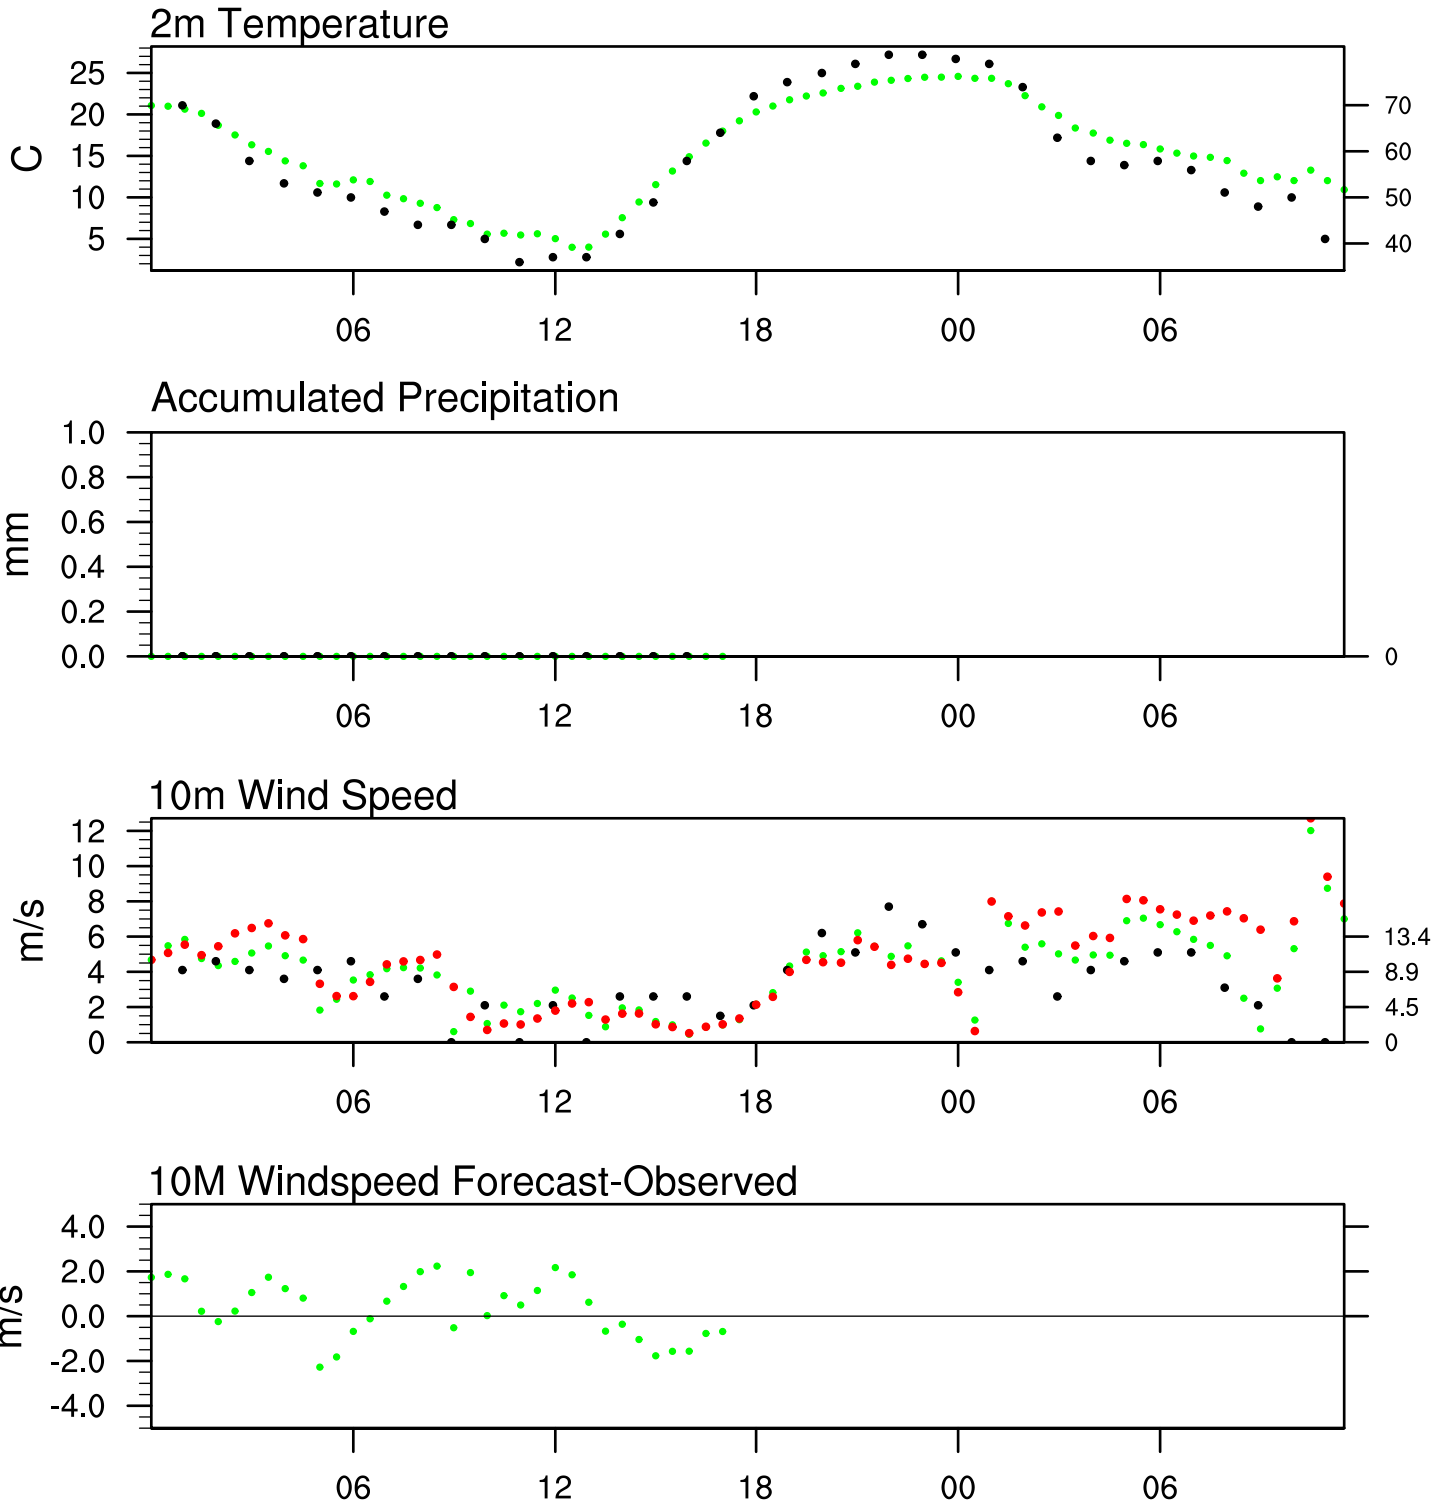 2m Temperature
25
20
15
10
5
C
70
60
50
40
06 12 18 00 06
Accumulated Precipitation
1.0
0.8
0.6
0.4
0.2
0.0
mm
0
06 12 18 00 06
10m Wind Speed
12
10
8
6
4
2
0
m/s
13.4
8.9
4.5
0
06 12 18 00 06
10M Windspeed Forecast-Observed
4.0
2.0
0.0
-2.0
-4.0
m/s
06 12 18 00 06